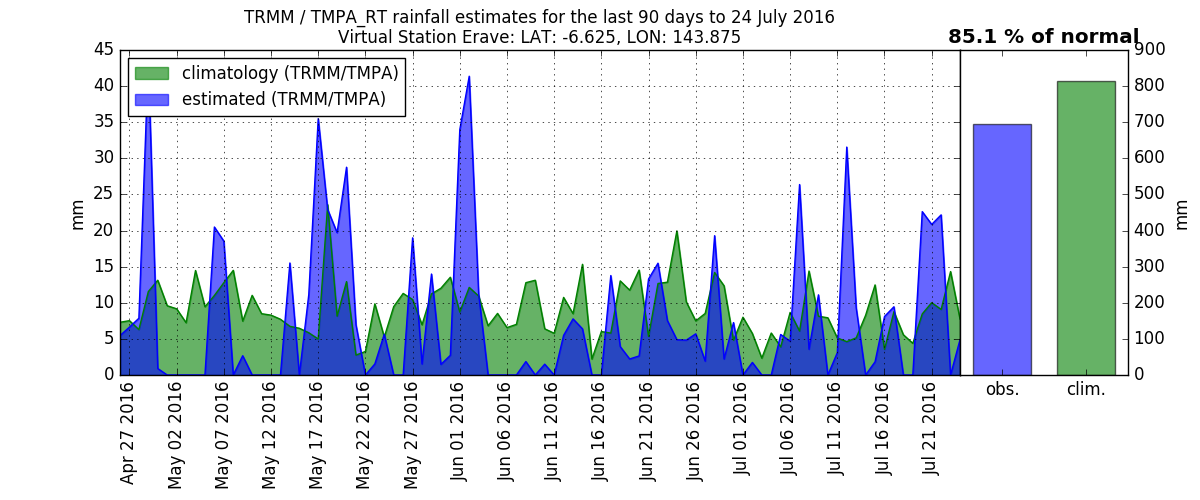 TRMM / TMPA_RT rainfall estimates for the last 90 days to 24 July 2016
Virtual Station Erave: LAT: -6.625, LON: 143.875
85.1 % of normal
climatology (TRMM/TMPA)
estimated (TRMM/TMPA)
45
40
35
30
25
20
15
10
5
0
mm
Apr 27 2016
May 02 2016
May 07 2016
May 12 2016
May 17 2016
May 22 2016
May 27 2016
Jun 01 2016
Jun 06 2016
Jun 11 2016
Jun 16 2016
Jun 21 2016
Jun 26 2016
Jul 01 2016
Jul 06 2016
Jul 11 2016
Jul 16 2016
Jul 21 2016
900
800
700
600
500
400
300
200
100
0
mm
obs.
clim.